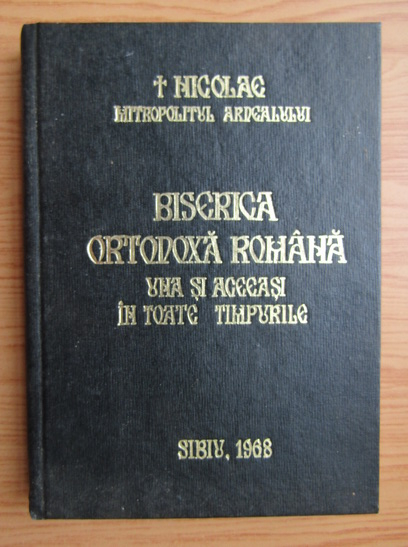 † NICOLAE
MITROPOLITUL ARDEALULUI
BISERICA
ORTODOXĂ ROMÂNĂ
UNA ȘI ACEEAȘI
ÎN TOATE TIMPURILE
SIBIU, 1968